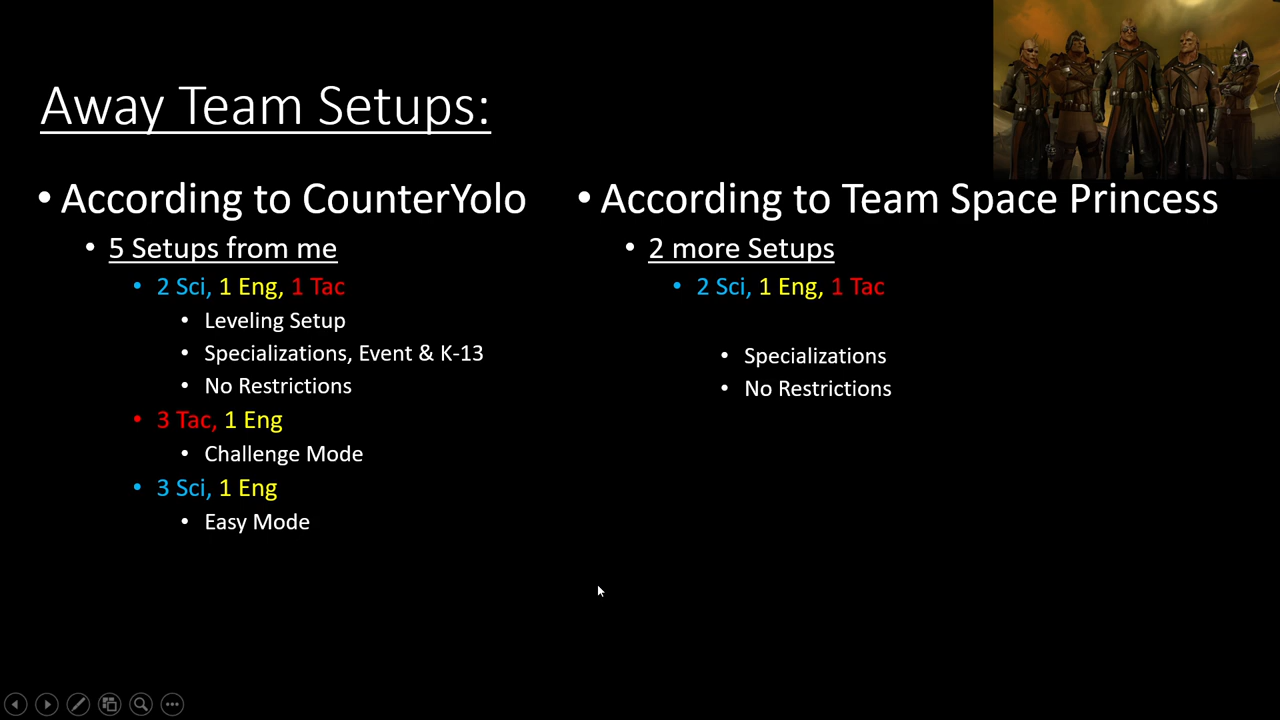 Away Team Setups:
• According to CounterYolo
• 5 Setups from me
• 2 Sci, 1 Eng, 1 Tac
• Leveling Setup
• Specializations, Event & K-13
• No Restrictions
• 3 Tac, 1 Eng
• Challenge Mode
• 3 Sci, 1 Eng
• Easy Mode
• According to Team Space Princess
• 2 more Setups
• 2 Sci, 1 Eng, 1 Tac
• Specializations
• No Restrictions